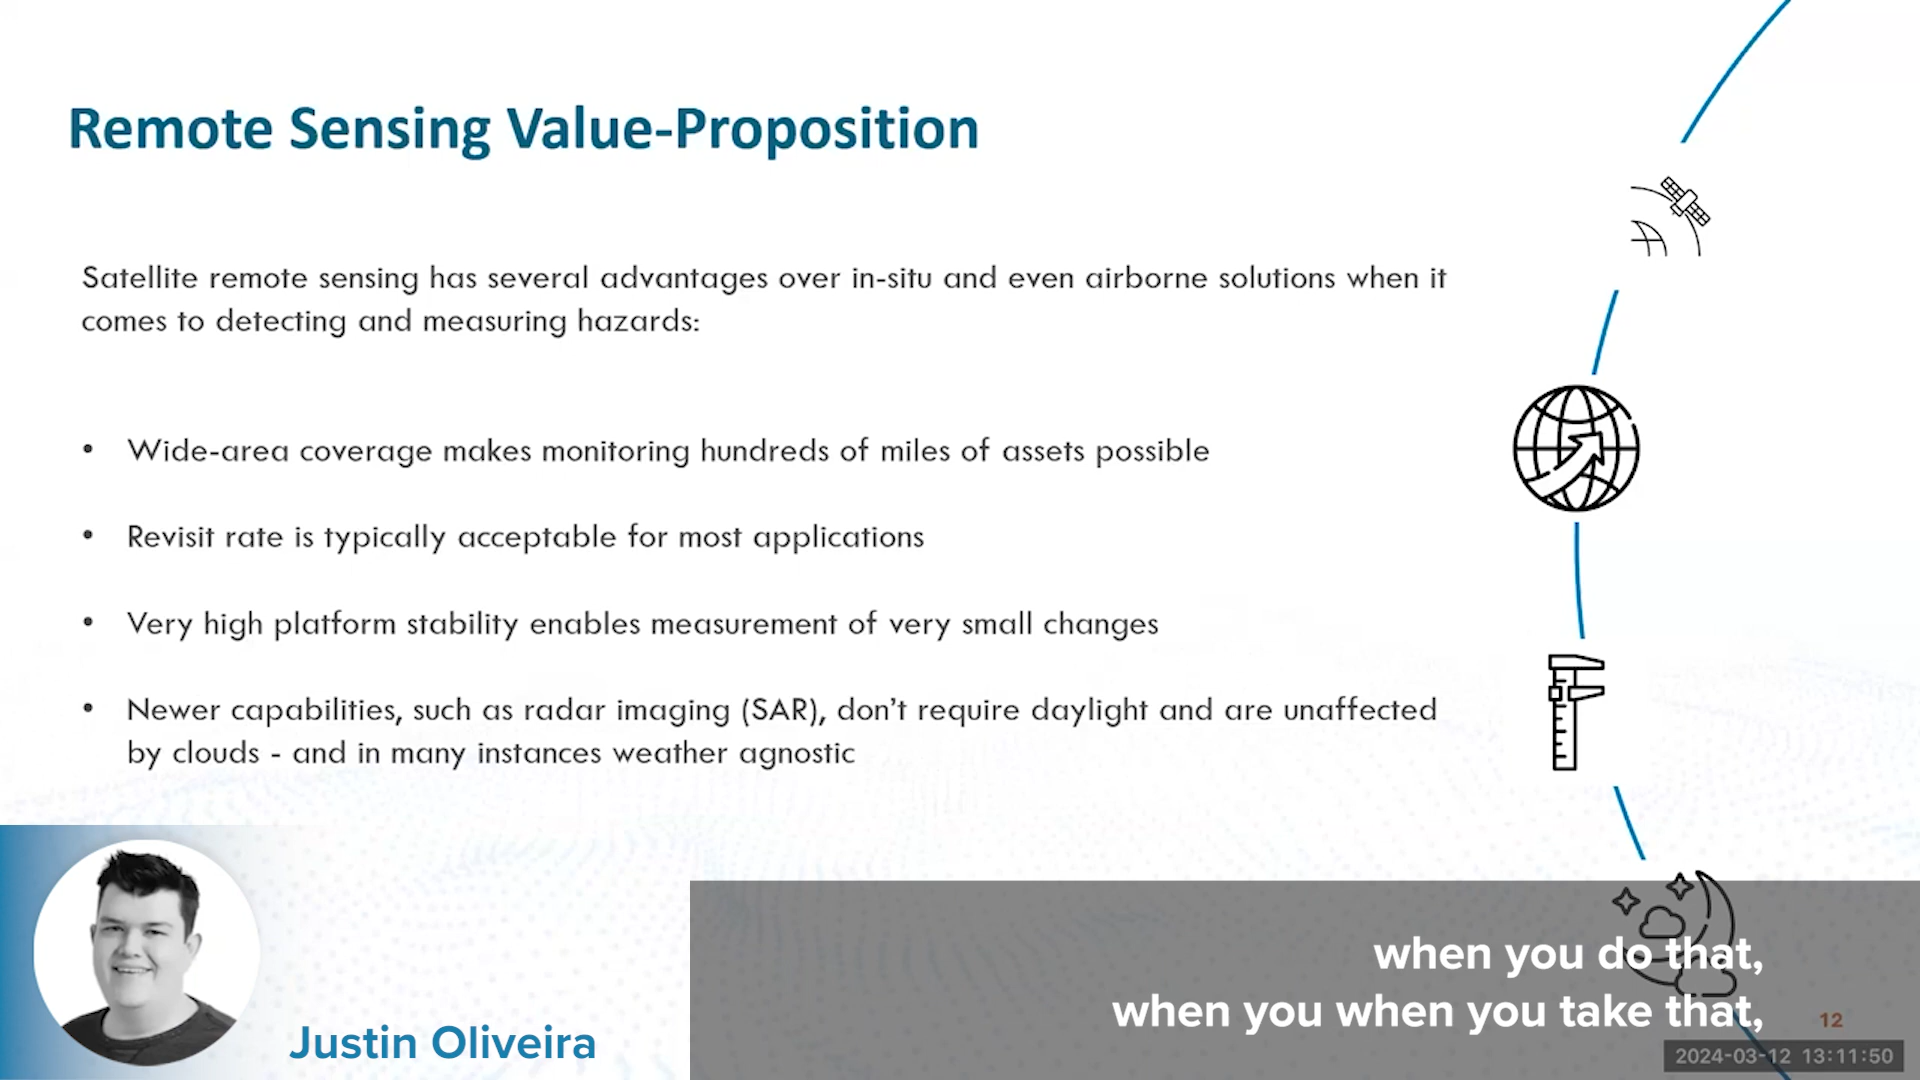 Remote Sensing Value-Proposition
Satellite remote sensing has several advantages over in-situ and even airborne solutions when it
comes to detecting and measuring hazards:
• Wide-area coverage makes monitoring hundreds of miles of assets possible
• Revisit rate is typically acceptable for most applications
• Very high platform stability enables measurement of very small changes
• Newer capabilities, such as radar imaging (SAR), don't require daylight and are unaffected
by clouds - and in many instances weather agnostic
Justin Oliveira
when you do that,
when you when you take that,
12
2024-03-12 13:11:50